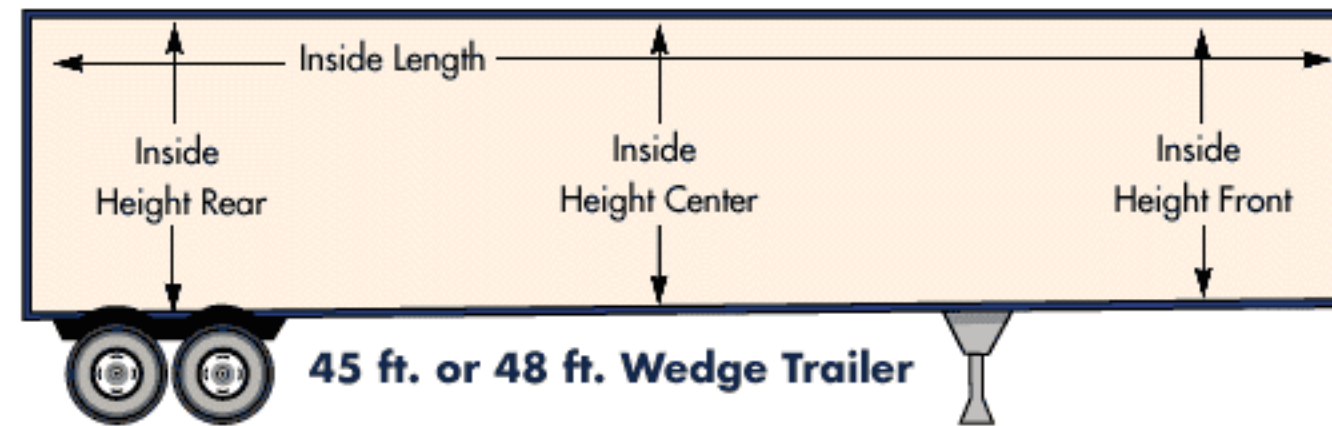 Inside Length
Inside
Height Rear
Inside
Height Center
Inside
Height Front
45 ft. or 48 ft. Wedge Trailer